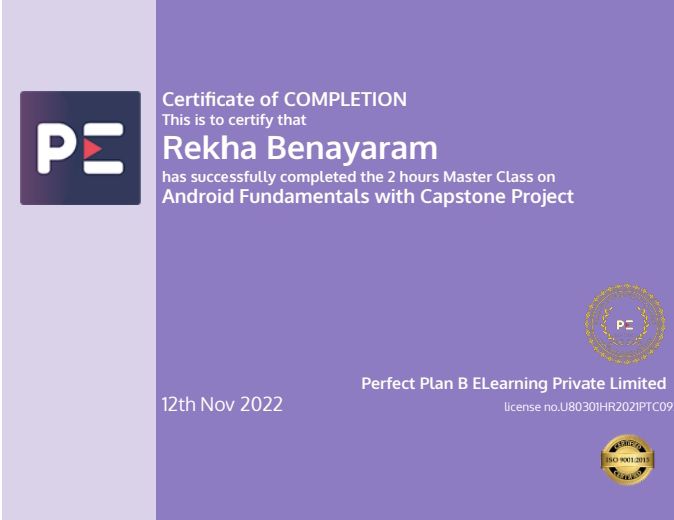 PE
Certificate of COMPLETION
This is to certify that
Rekha Benayaram
has successfully completed the 2 hours Master Class on
Android Fundamentals with Capstone Project
PE
Perfect Plan B ELearning Private Limited
12th Nov 2022
license no.U80301HR2021PTC09
CERTIFIED
ISO 9001:2015
CERTIFIED